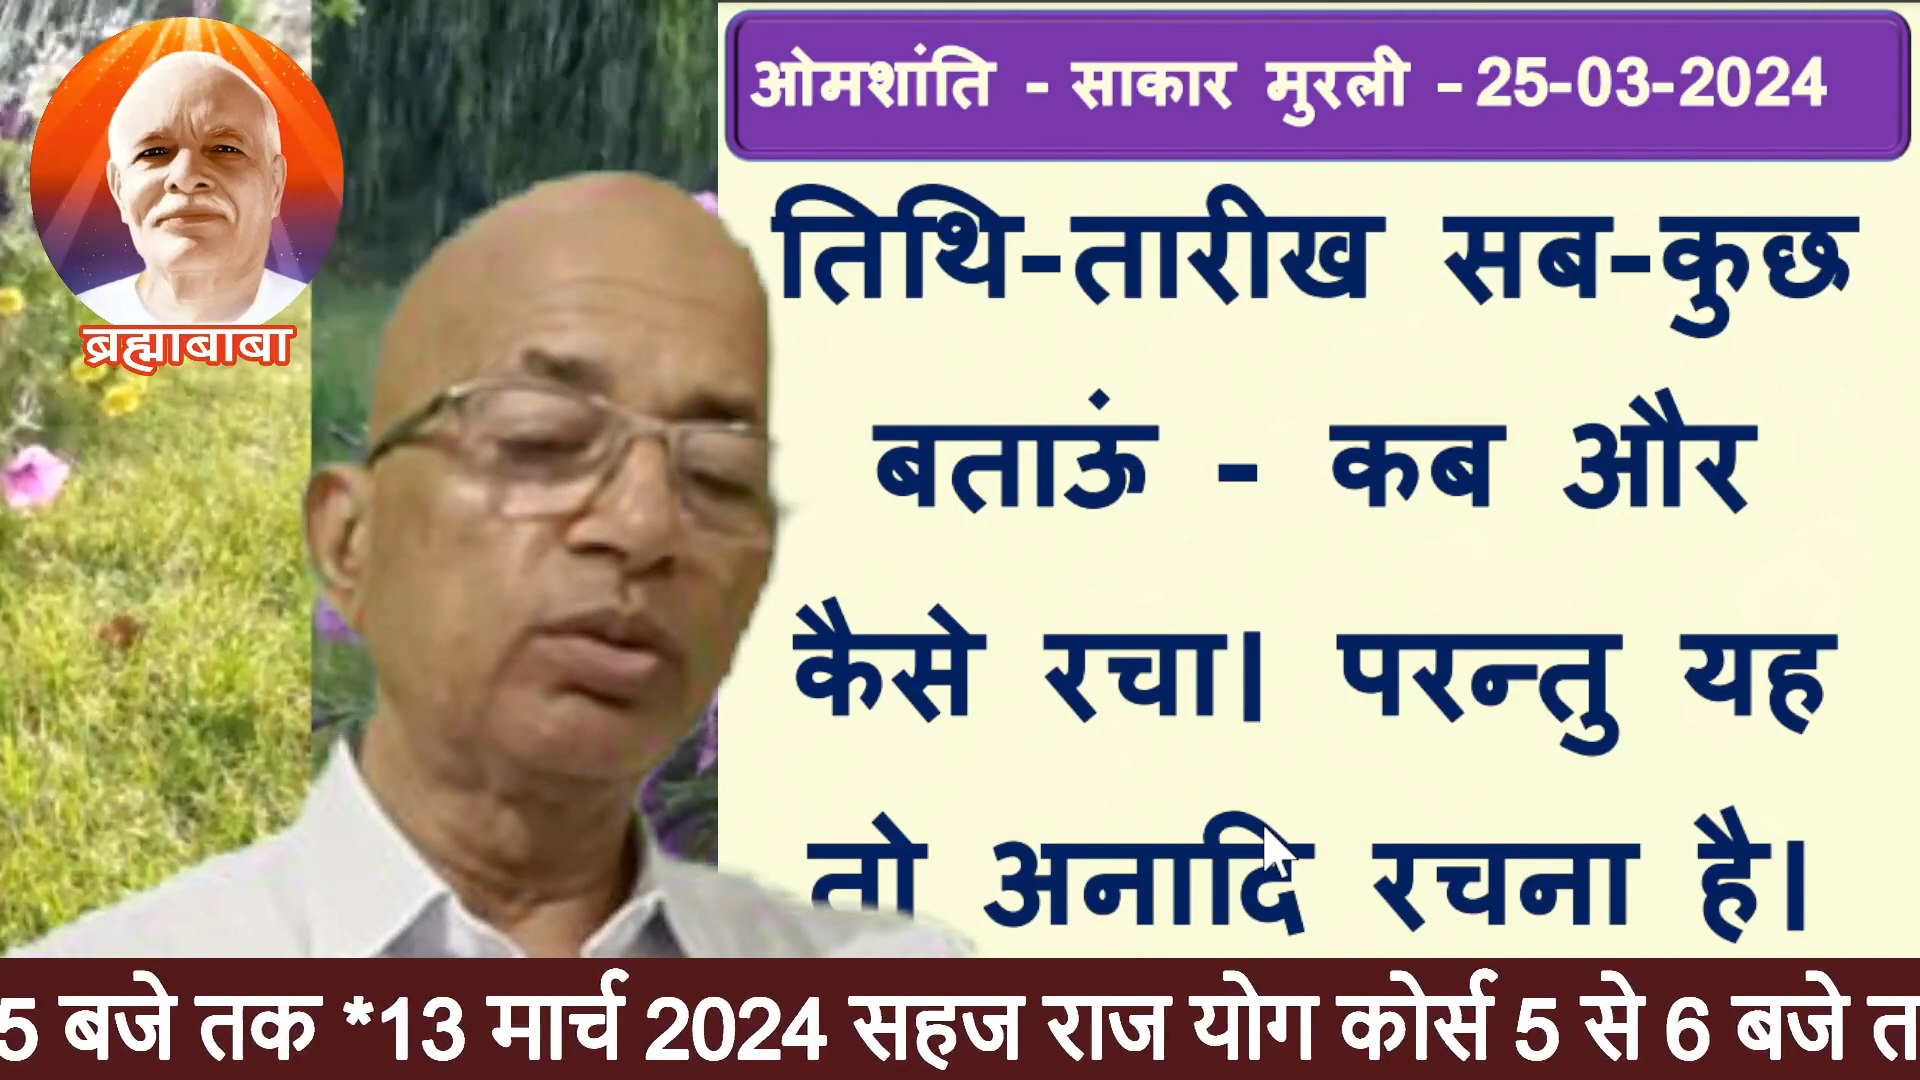 ओमशांति - साकार मुरली - 25-03-2024
ब्रह्माबाबा
तिथि-तारीख सब-कुछ
बताऊं - कब और
कैसे रचा। परन्तु यह
तो अनादि रचना है।
5 बजे तक *13 मार्च 2024 सहज राज योग कोर्स 5 से 6 बजे त